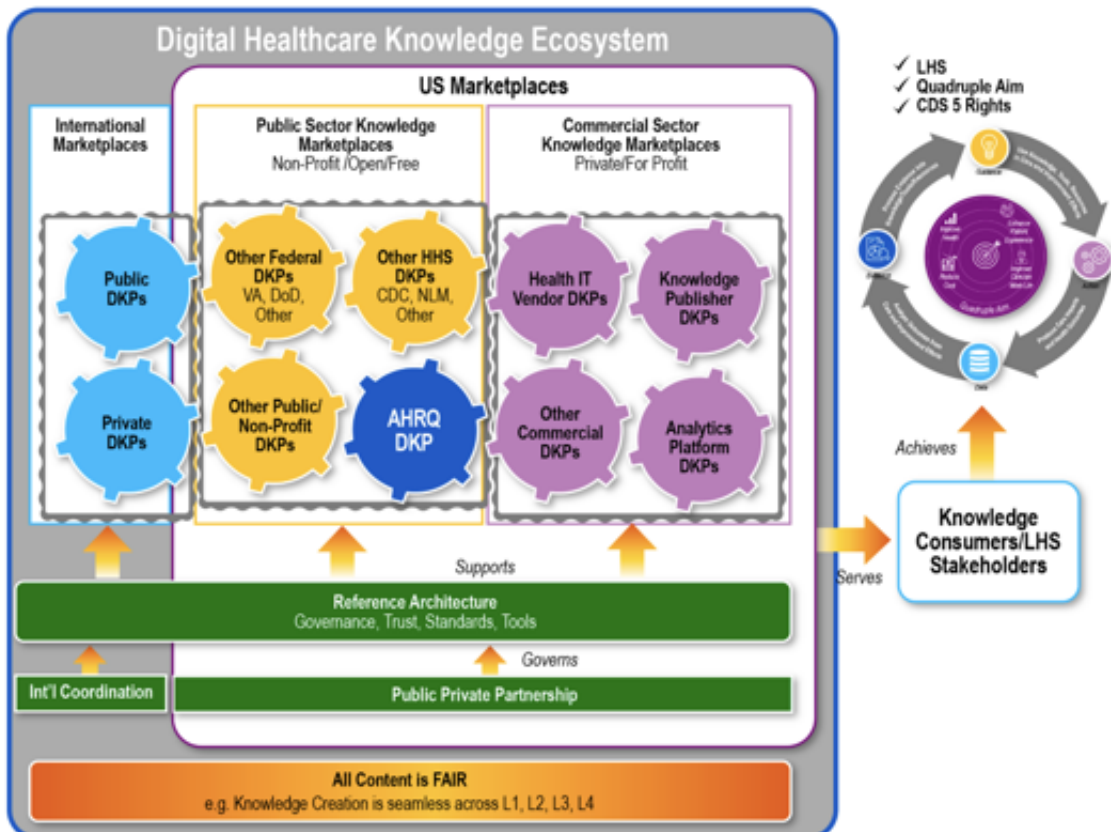 Digital Healthcare Knowledge Ecosystem
US Marketplaces
International
Marketplaces
Public Sector Knowledge
Marketplaces
Non-Profit /Open/Free
Commercial Sector
Knowledge Marketplaces
Private/For Profit
Public
DKPs
Private
DKPs
Other Federal
DKPs
VA, DoD,
Other
Other HHS
DKPs
CDC, NLM,
Other
Other Public/
Non-Profit
DKPs
AHRQ
DKP
Health IT
Vendor DKPs
Knowledge
Publisher
DKPs
Other
Commercial
DKPs
Analytics
Platform
DKPs
Supports
Reference Architecture
Governance, Trust, Standards, Tools
Governs
Int'l Coordination
Public Private Partnership
All Content is FAIR
e.g. Knowledge Creation is seamless across L1, L2, L3, L4
Serves
Knowledge
Consumers/LHS
Stakeholders
Achieves
✓ LHS
✓ Quadruple Aim
✓ CDS 5 Rights
Quadruple Aim
Data